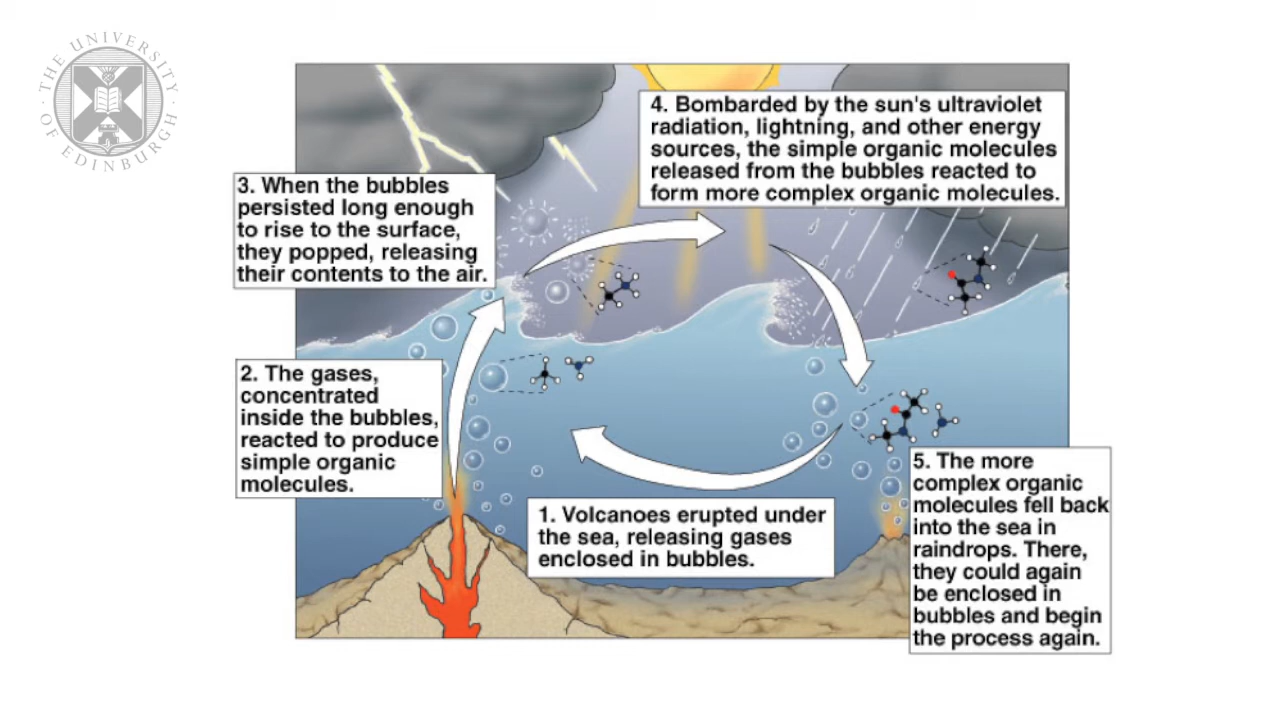 THE UNIVERSITY OF EDINBURGH
4. Bombarded by the sun's ultraviolet
radiation, lightning, and other energy
sources, the simple organic molecules
released from the bubbles reacted to
form more complex organic molecules.
3. When the bubbles
persisted long enough
to rise to the surface,
they popped, releasing
their contents to the air.
2. The gases,
concentrated
inside the bubbles,
reacted to produce
simple organic
molecules.
1. Volcanoes erupted under
the sea, releasing gases
enclosed in bubbles.
5. The more
complex organic
molecules fell back
into the sea in
raindrops. There,
they could again
be enclosed in
bubbles and begin
the process again.